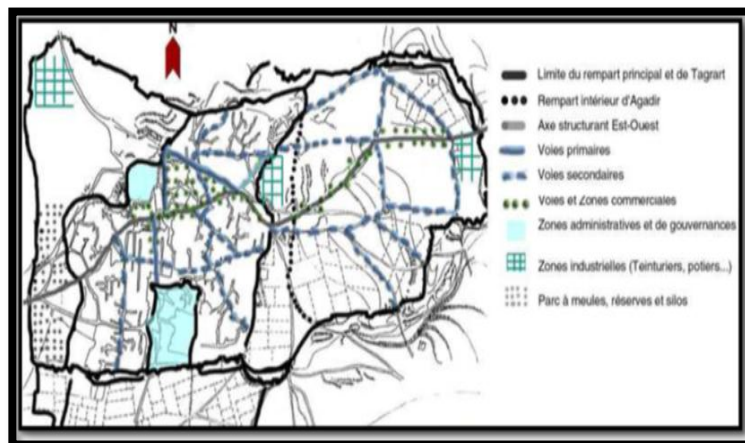 N
Limite du rempart principal et de Tagrart
Rempart intérieur d'Agadir
Axe structurant Est-Ouest
Voies primaires
Voies secondaires
Voies et Zones commerciales
Zones administratives et de gouvernances
Zones industrielles (Teinturiers, potiers...)
Parc à meules, réserves et silos